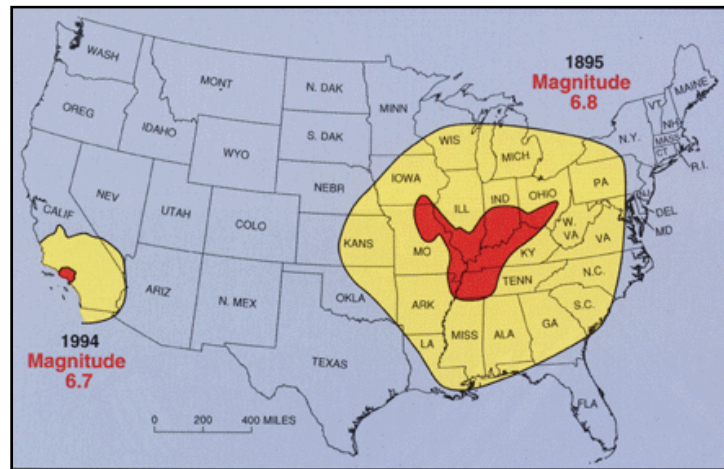 WASH
MONT
N. DAK
MINN
1895
Magnitude
6.8
MAINE
OREG
IDAHO
S. DAK
WIS
MICH
N.Y.
VT
NH
MASS
CT
R.I.
WYO
NEBR
IOWA
NEV
UTAH
COLO
CALIF
ILL
IND
OHIO
PA
NJ
DEL
MD
KANS
MO
KY
W.
VA
VA
ARIZ
N. MEX
OKLA
ARK
TENN
N.C.
S.C.
1994
Magnitude
6.7
TEXAS
LA
MISS
ALA
GA
FLA
0 200 400 MILES